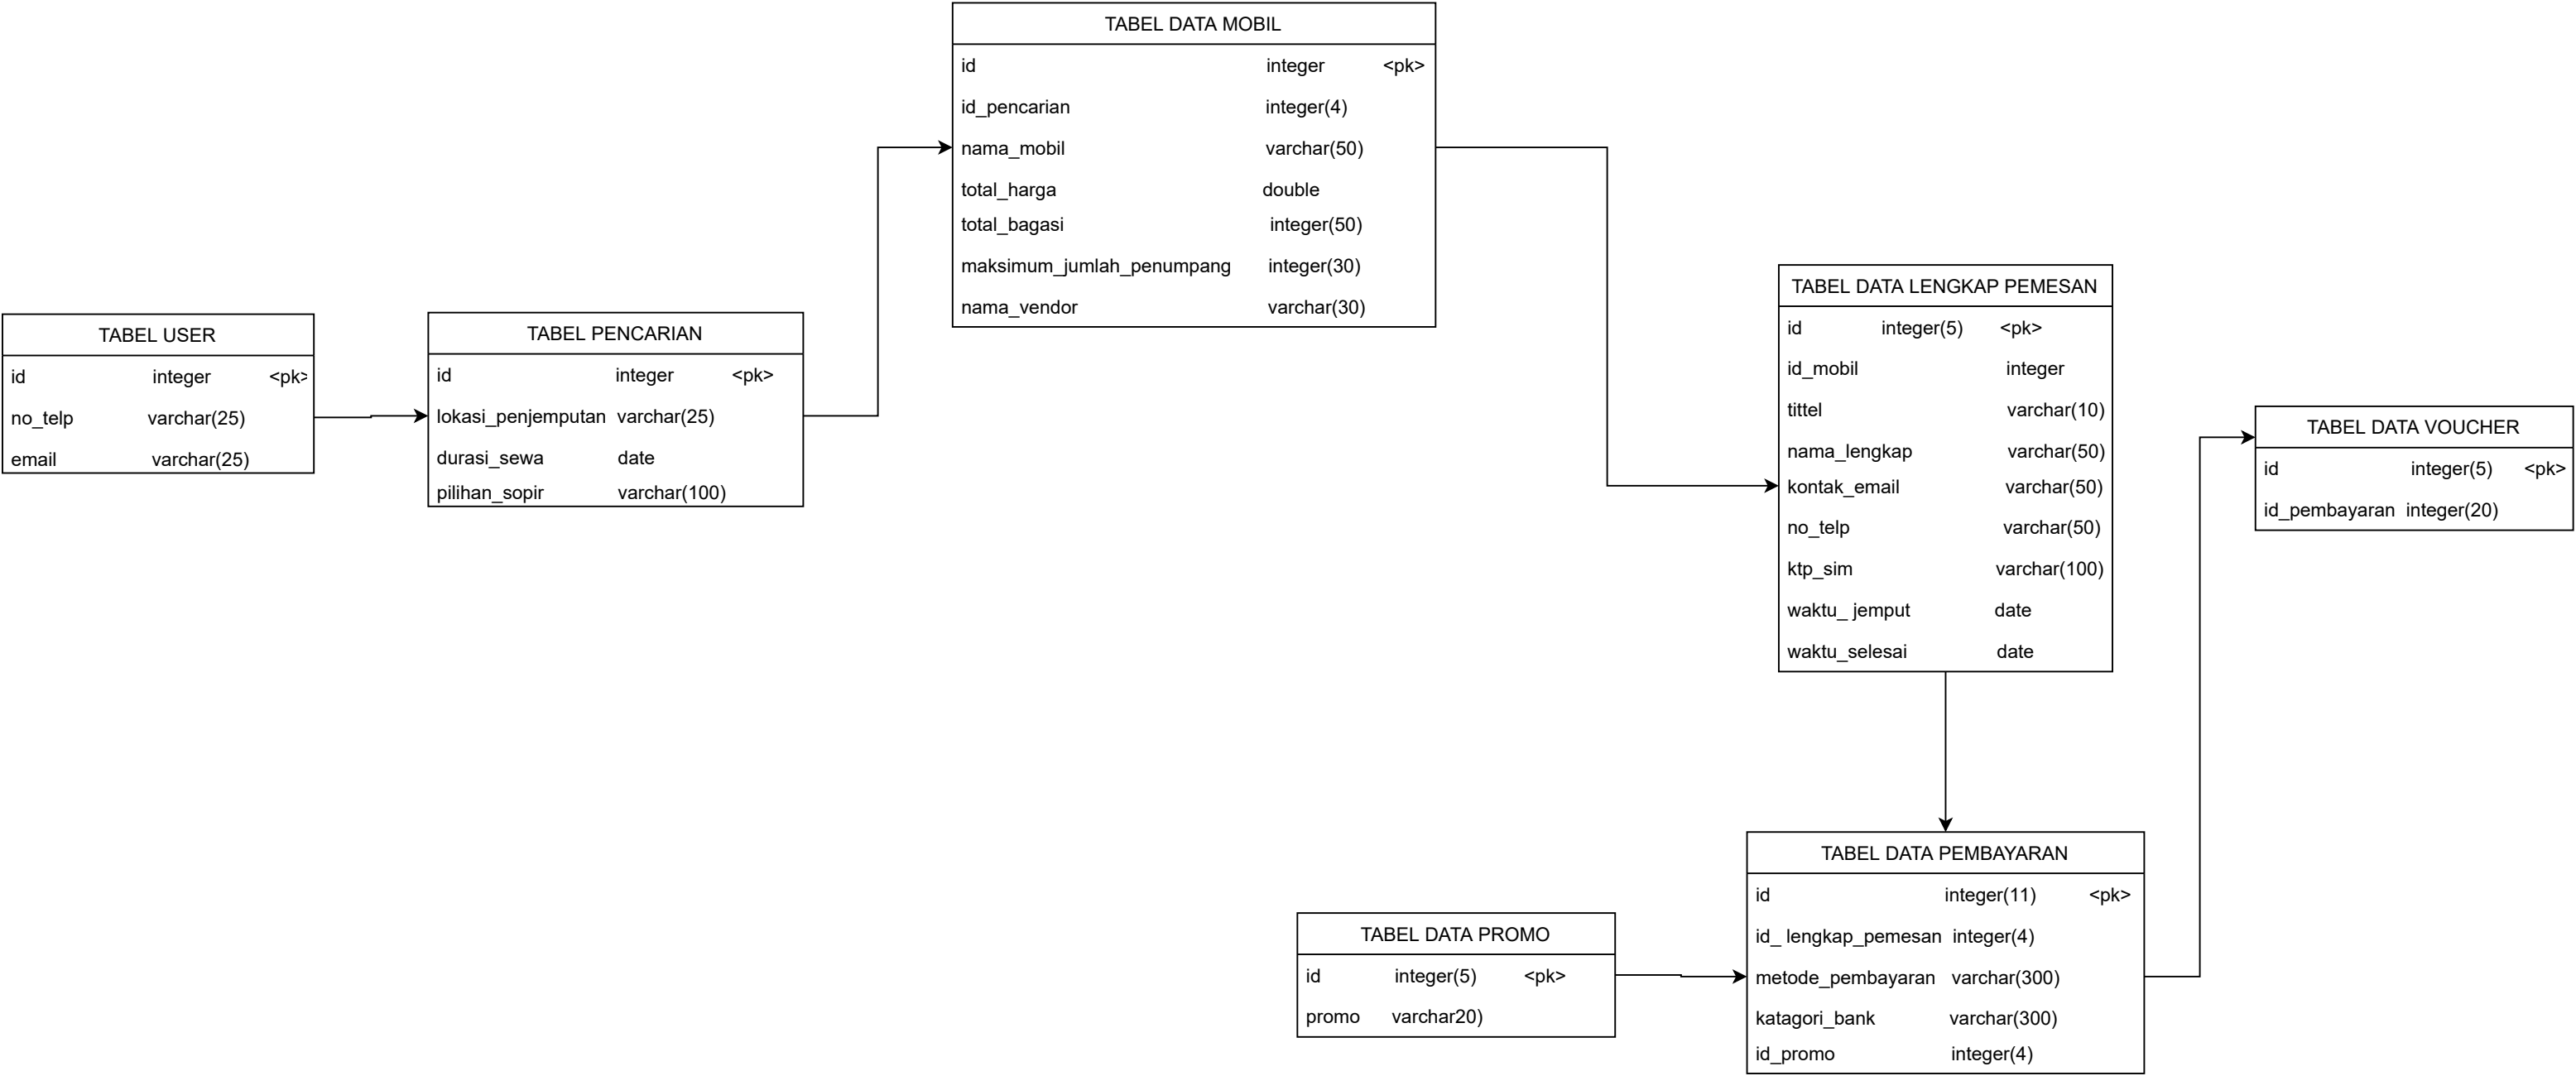 TABEL DATA MOBIL
id integer <pk>
id_pencarian integer(4)
nama_mobil varchar(50)
total_harga double
total_bagasi integer(50)
maksimum_jumlah_penumpang integer(30)
nama_vendor varchar(30)
TABEL USER
id integer <pk>
no_telp varchar(25)
email varchar(25)
TABEL PENCARIAN
id integer <pk>
lokasi_penjemputan varchar(25)
durasi_sewa date
pilihan_sopir varchar(100)
TABEL DATA LENGKAP PEMESAN
id integer(5) <pk>
id_mobil integer
tittel varchar(10)
nama_lengkap varchar(50)
kontak_email varchar(50)
no_telp varchar(50)
ktp_sim varchar(100)
waktu_ jemput date
waktu_selesai date
TABEL DATA VOUCHER
id integer(5) <pk>
id_pembayaran integer(20)
TABEL DATA PROMO
id integer(5) <pk>
promo varchar20)
TABEL DATA PEMBAYARAN
id integer(11) <pk>
id_ lengkap_pemesan integer(4)
metode_pembayaran varchar(300)
katagori_bank varchar(300)
id_promo integer(4)